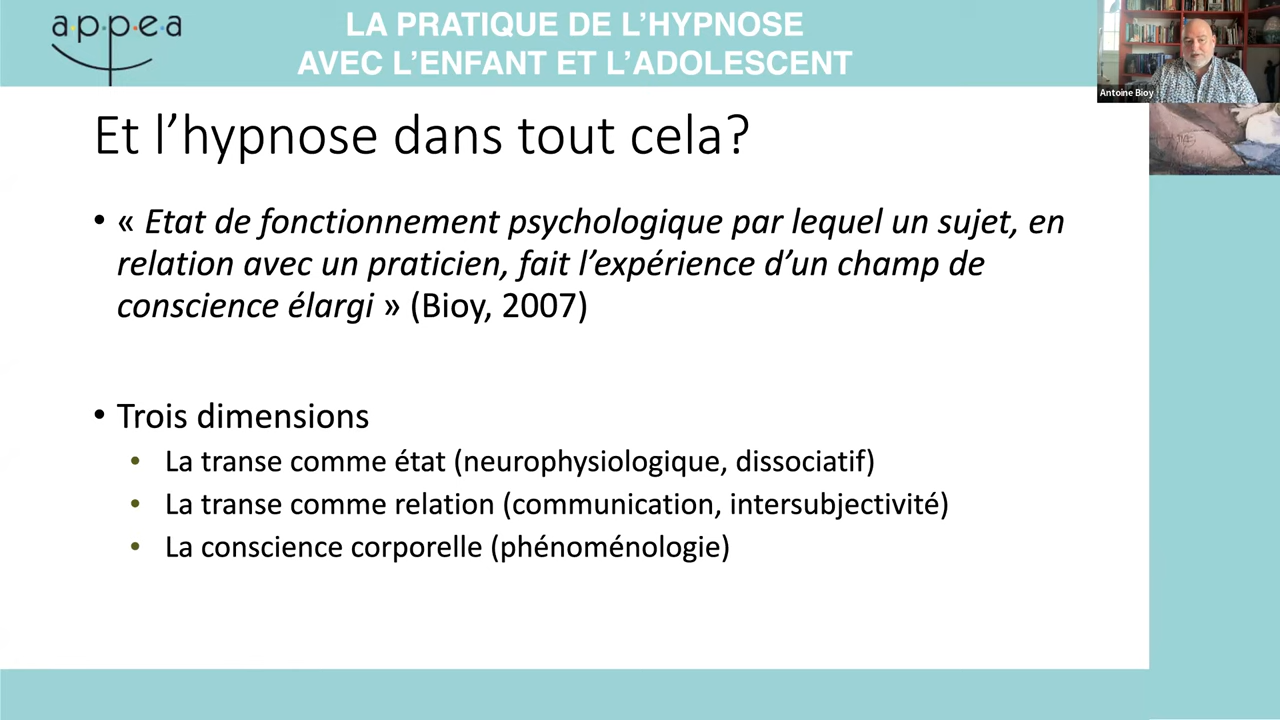 a·p·p·e·a
LA PRATIQUE DE L'HYPNOSE
AVEC L'ENFANT ET L'ADOLESCENT
Antoine Bioy
Et l'hypnose dans tout cela?
• « Etat de fonctionnement psychologique par lequel un sujet, en
relation avec un praticien, fait l'expérience d'un champ de
conscience élargi » (Bioy, 2007)
• Trois dimensions
• La transe comme état (neurophysiologique, dissociatif)
• La transe comme relation (communication, intersubjectivité)
• La conscience corporelle (phénoménologie)